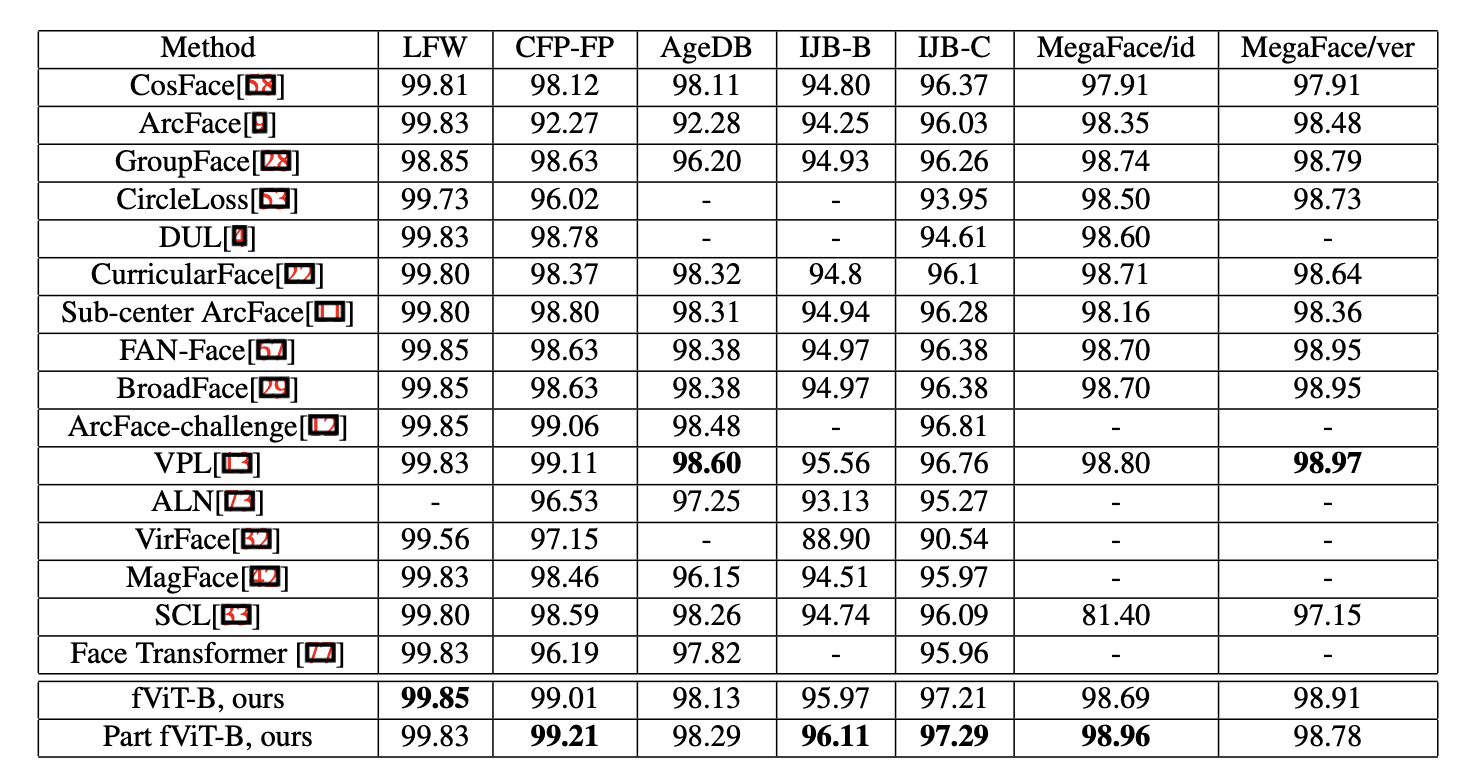 Method LFW CFP-FP AgeDB IJB-B IJB-C MegaFace/id MegaFace/ver
CosFace[58] 99.81 98.12 98.11 94.80 96.37 97.91 97.91
ArcFace[9] 99.83 92.27 92.28 94.25 96.03 98.35 98.48
GroupFace[28] 98.85 98.63 96.20 94.93 96.26 98.74 98.79
CircleLoss[53] 99.73 96.02 - - 93.95 98.50 98.73
DUL[4] 99.83 98.78 - - 94.61 98.60 -
CurricularFace[22] 99.80 98.37 98.32 94.8 96.1 98.71 98.64
Sub-center ArcFace[11] 99.80 98.80 98.31 94.94 96.28 98.16 98.36
FAN-Face[67] 99.85 98.63 98.38 94.97 96.38 98.70 98.95
BroadFace[29] 99.85 98.63 98.38 94.97 96.38 98.70 98.95
ArcFace-challenge[12] 99.85 99.06 98.48 - 96.81 - -
VPL[13] 99.83 99.11 98.60 95.56 96.76 98.80 98.97
ALN[73] - 96.53 97.25 93.13 95.27 - -
VirFace[32] 99.56 97.15 - 88.90 90.54 - -
MagFace[42] 99.83 98.46 96.15 94.51 95.97 - -
SCL[33] 99.80 98.59 98.26 94.74 96.09 81.40 97.15
Face Transformer [77] 99.83 96.19 97.82 - 95.96 - -
fViT-B, ours 99.85 99.01 98.13 95.97 97.21 98.69 98.91
Part fViT-B, ours 99.83 99.21 98.29 96.11 97.29 98.96 98.78